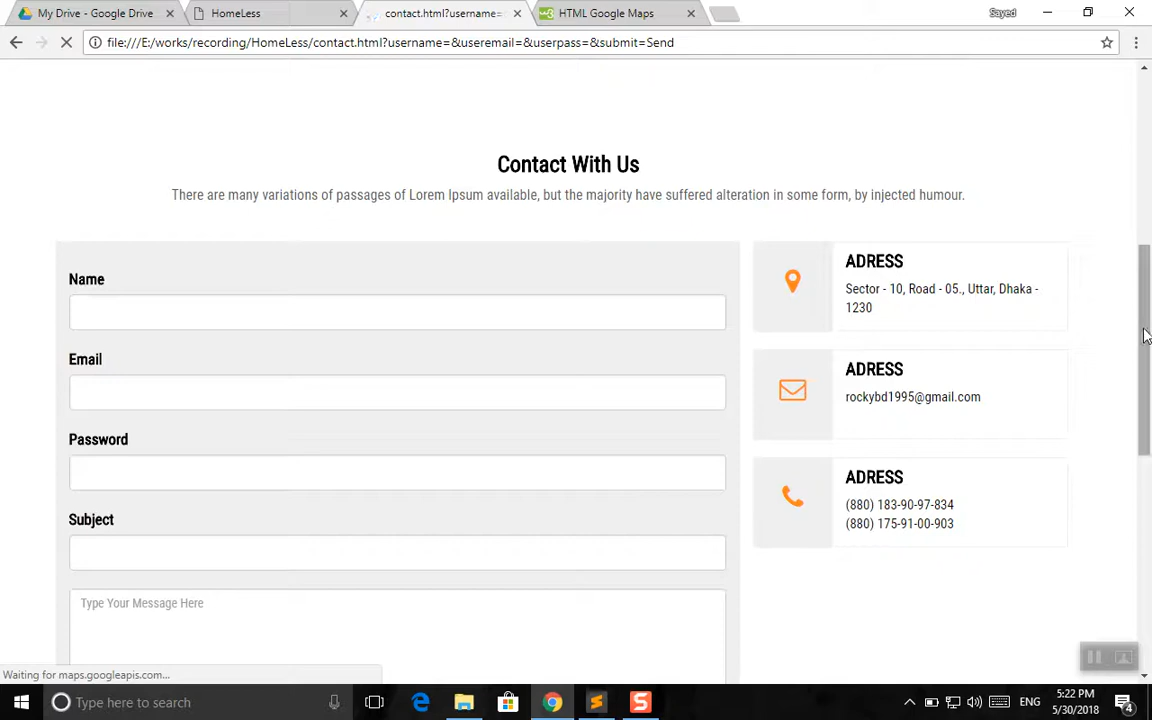 My Drive - Google Drive
HomeLess
contact.html?username=
HTML Google Maps
Sayed
file:///E:/works/recording/HomeLess/contact.html?username=&useremail=&userpass=&submit=Send
Contact With Us
There are many variations of passages of Lorem Ipsum available, but the majority have suffered alteration in some form, by injected humour.
Name
Email
Password
Subject
Type Your Message Here
ADRESS
Sector - 10, Road - 05., Uttar, Dhaka -
1230
ADRESS
rockybd1995@gmail.com
ADRESS
(880) 183-90-97-834
(880) 175-91-00-903
Waiting for maps.googleapis.com...
Type here to search
ENG
5:22 PM
5/30/2018
4